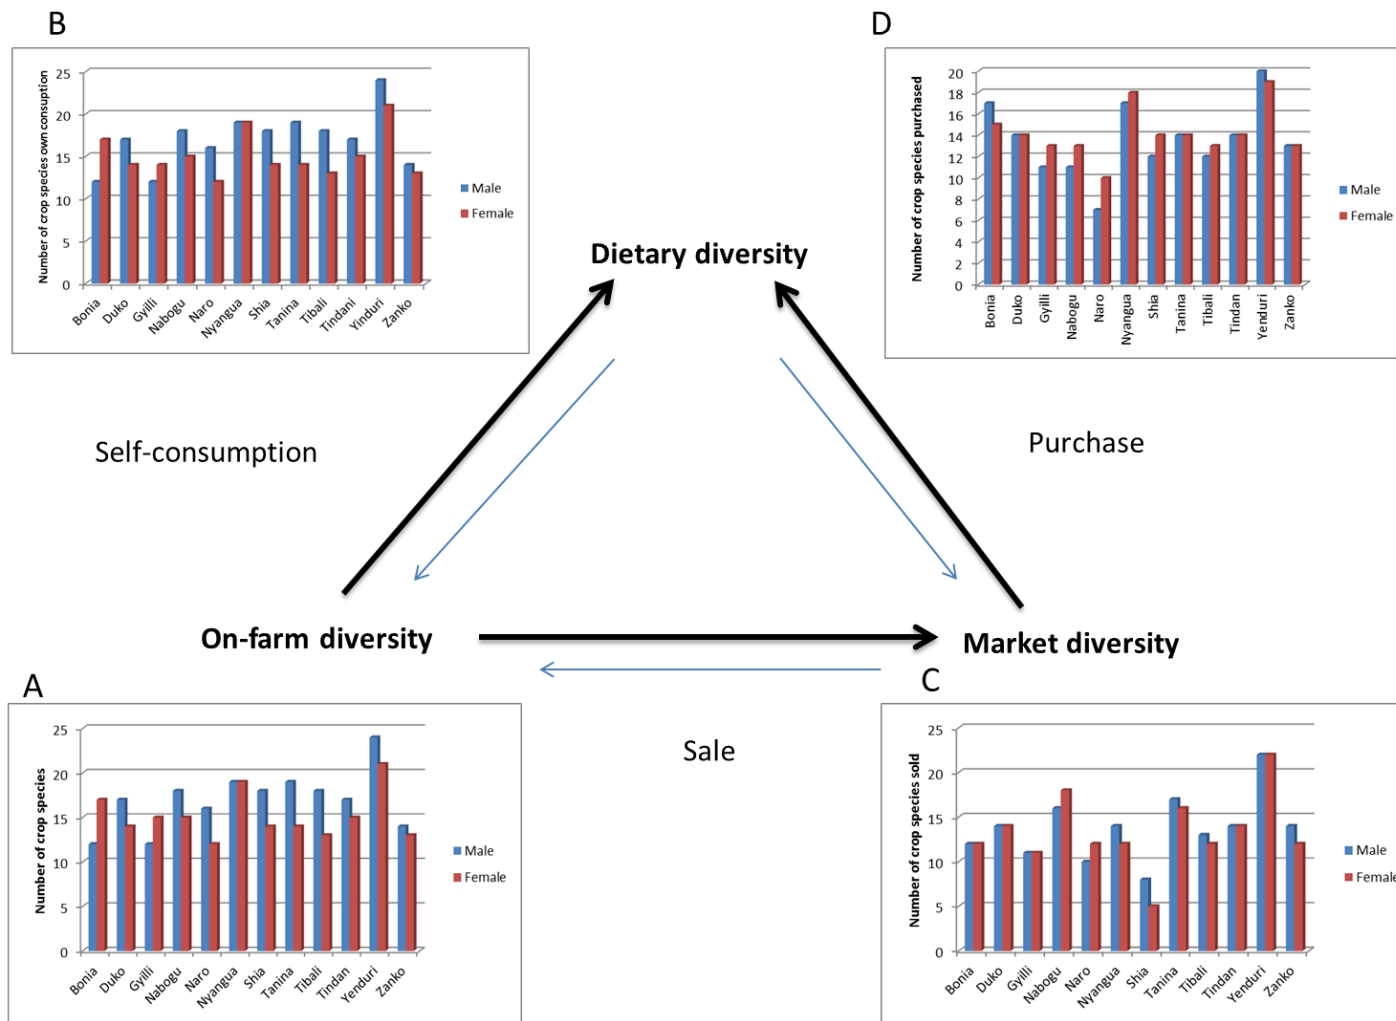 B
Number of crop species own consuption
25
20
15
10
5
0
Bonia
Duko
Gyilli
Nabogu
Naro
Nyangua
Shia
Tanina
Tibali
Tindani
Yinduri
Zanko
Male
Female
D
Number of crop species purchased
20
18
16
14
12
10
8
6
4
2
0
Bonia
Duko
Gyilli
Nabogu
Naro
Nyangua
Shia
Tanina
Tibali
Tindan
Yenduri
Zanko
Male
Female
Dietary diversity
Self-consumption
Purchase
On-farm diversity
Market diversity
Sale
A
Number of crop species
25
20
15
10
5
0
Bonia
Duko
Gyilli
Nabogu
Naro
Nyangua
Shia
Tanina
Tibali
Tindan
Yenduri
Zanko
Male
Female
C
Number of crop species sold
25
20
15
10
5
0
Bonia
Duko
Gyilli
Nabogu
Naro
Nyangua
Shia
Tanina
Tibali
Tindan
Yenduri
Zanko
Male
Female